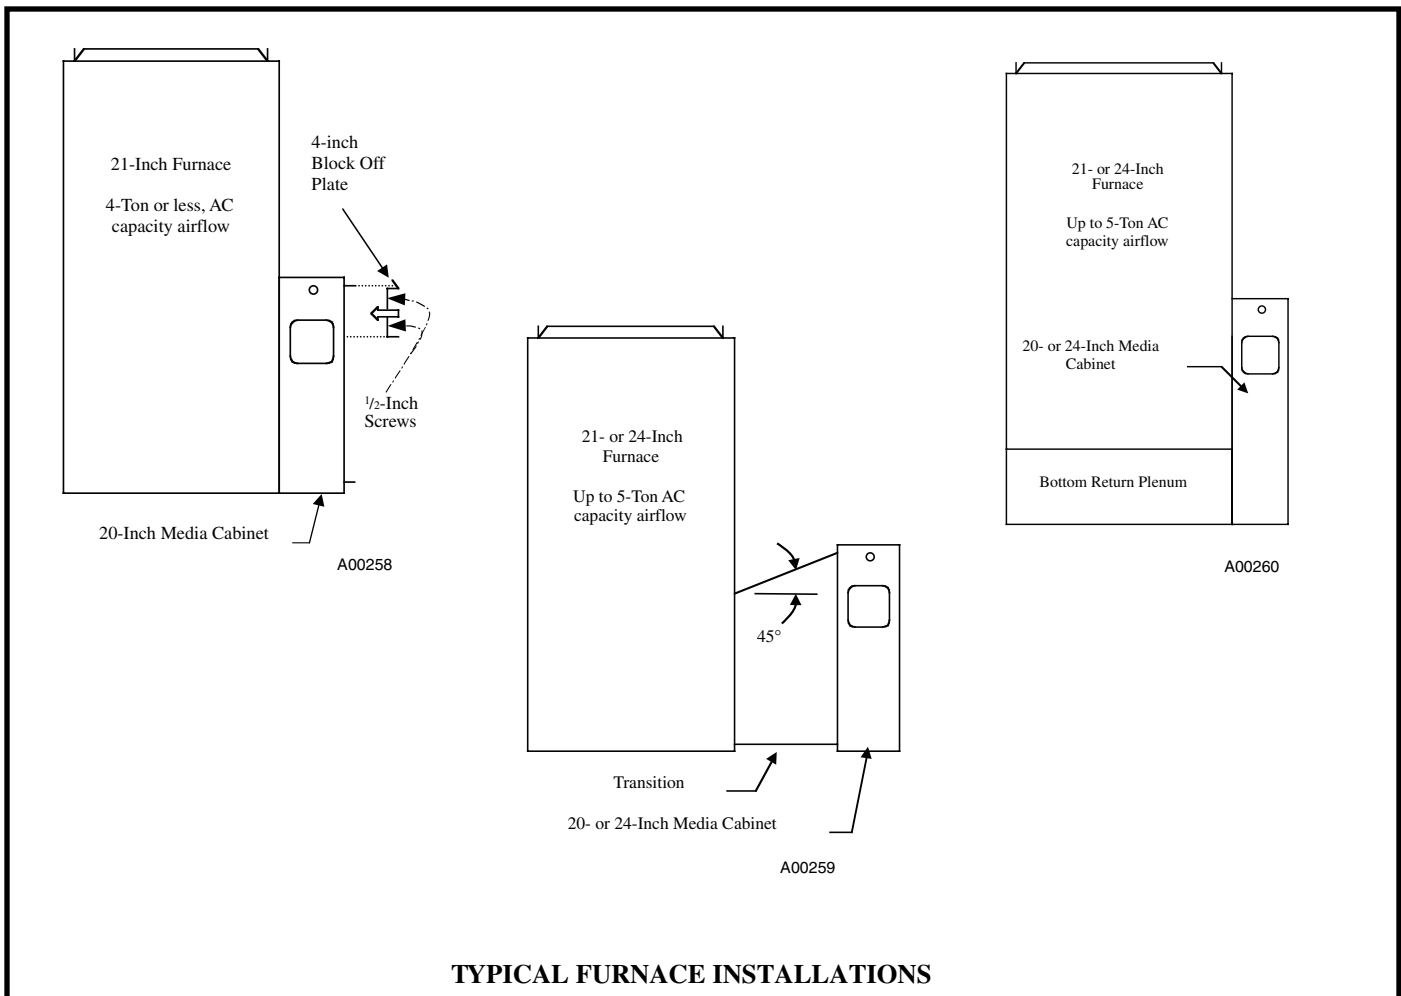 21-Inch Furnace
4-Ton or less, AC
capacity airflow
4-inch
Block Off
Plate
1/2-Inch
Screws
20-Inch Media Cabinet
A00258
21- or 24-Inch
Furnace
Up to 5-Ton AC
capacity airflow
45°
Transition
20- or 24-Inch Media Cabinet
A00259
21- or 24-Inch
Furnace
Up to 5-Ton AC
capacity airflow
20- or 24-Inch Media
Cabinet
Bottom Return Plenum
A00260
TYPICAL FURNACE INSTALLATIONS